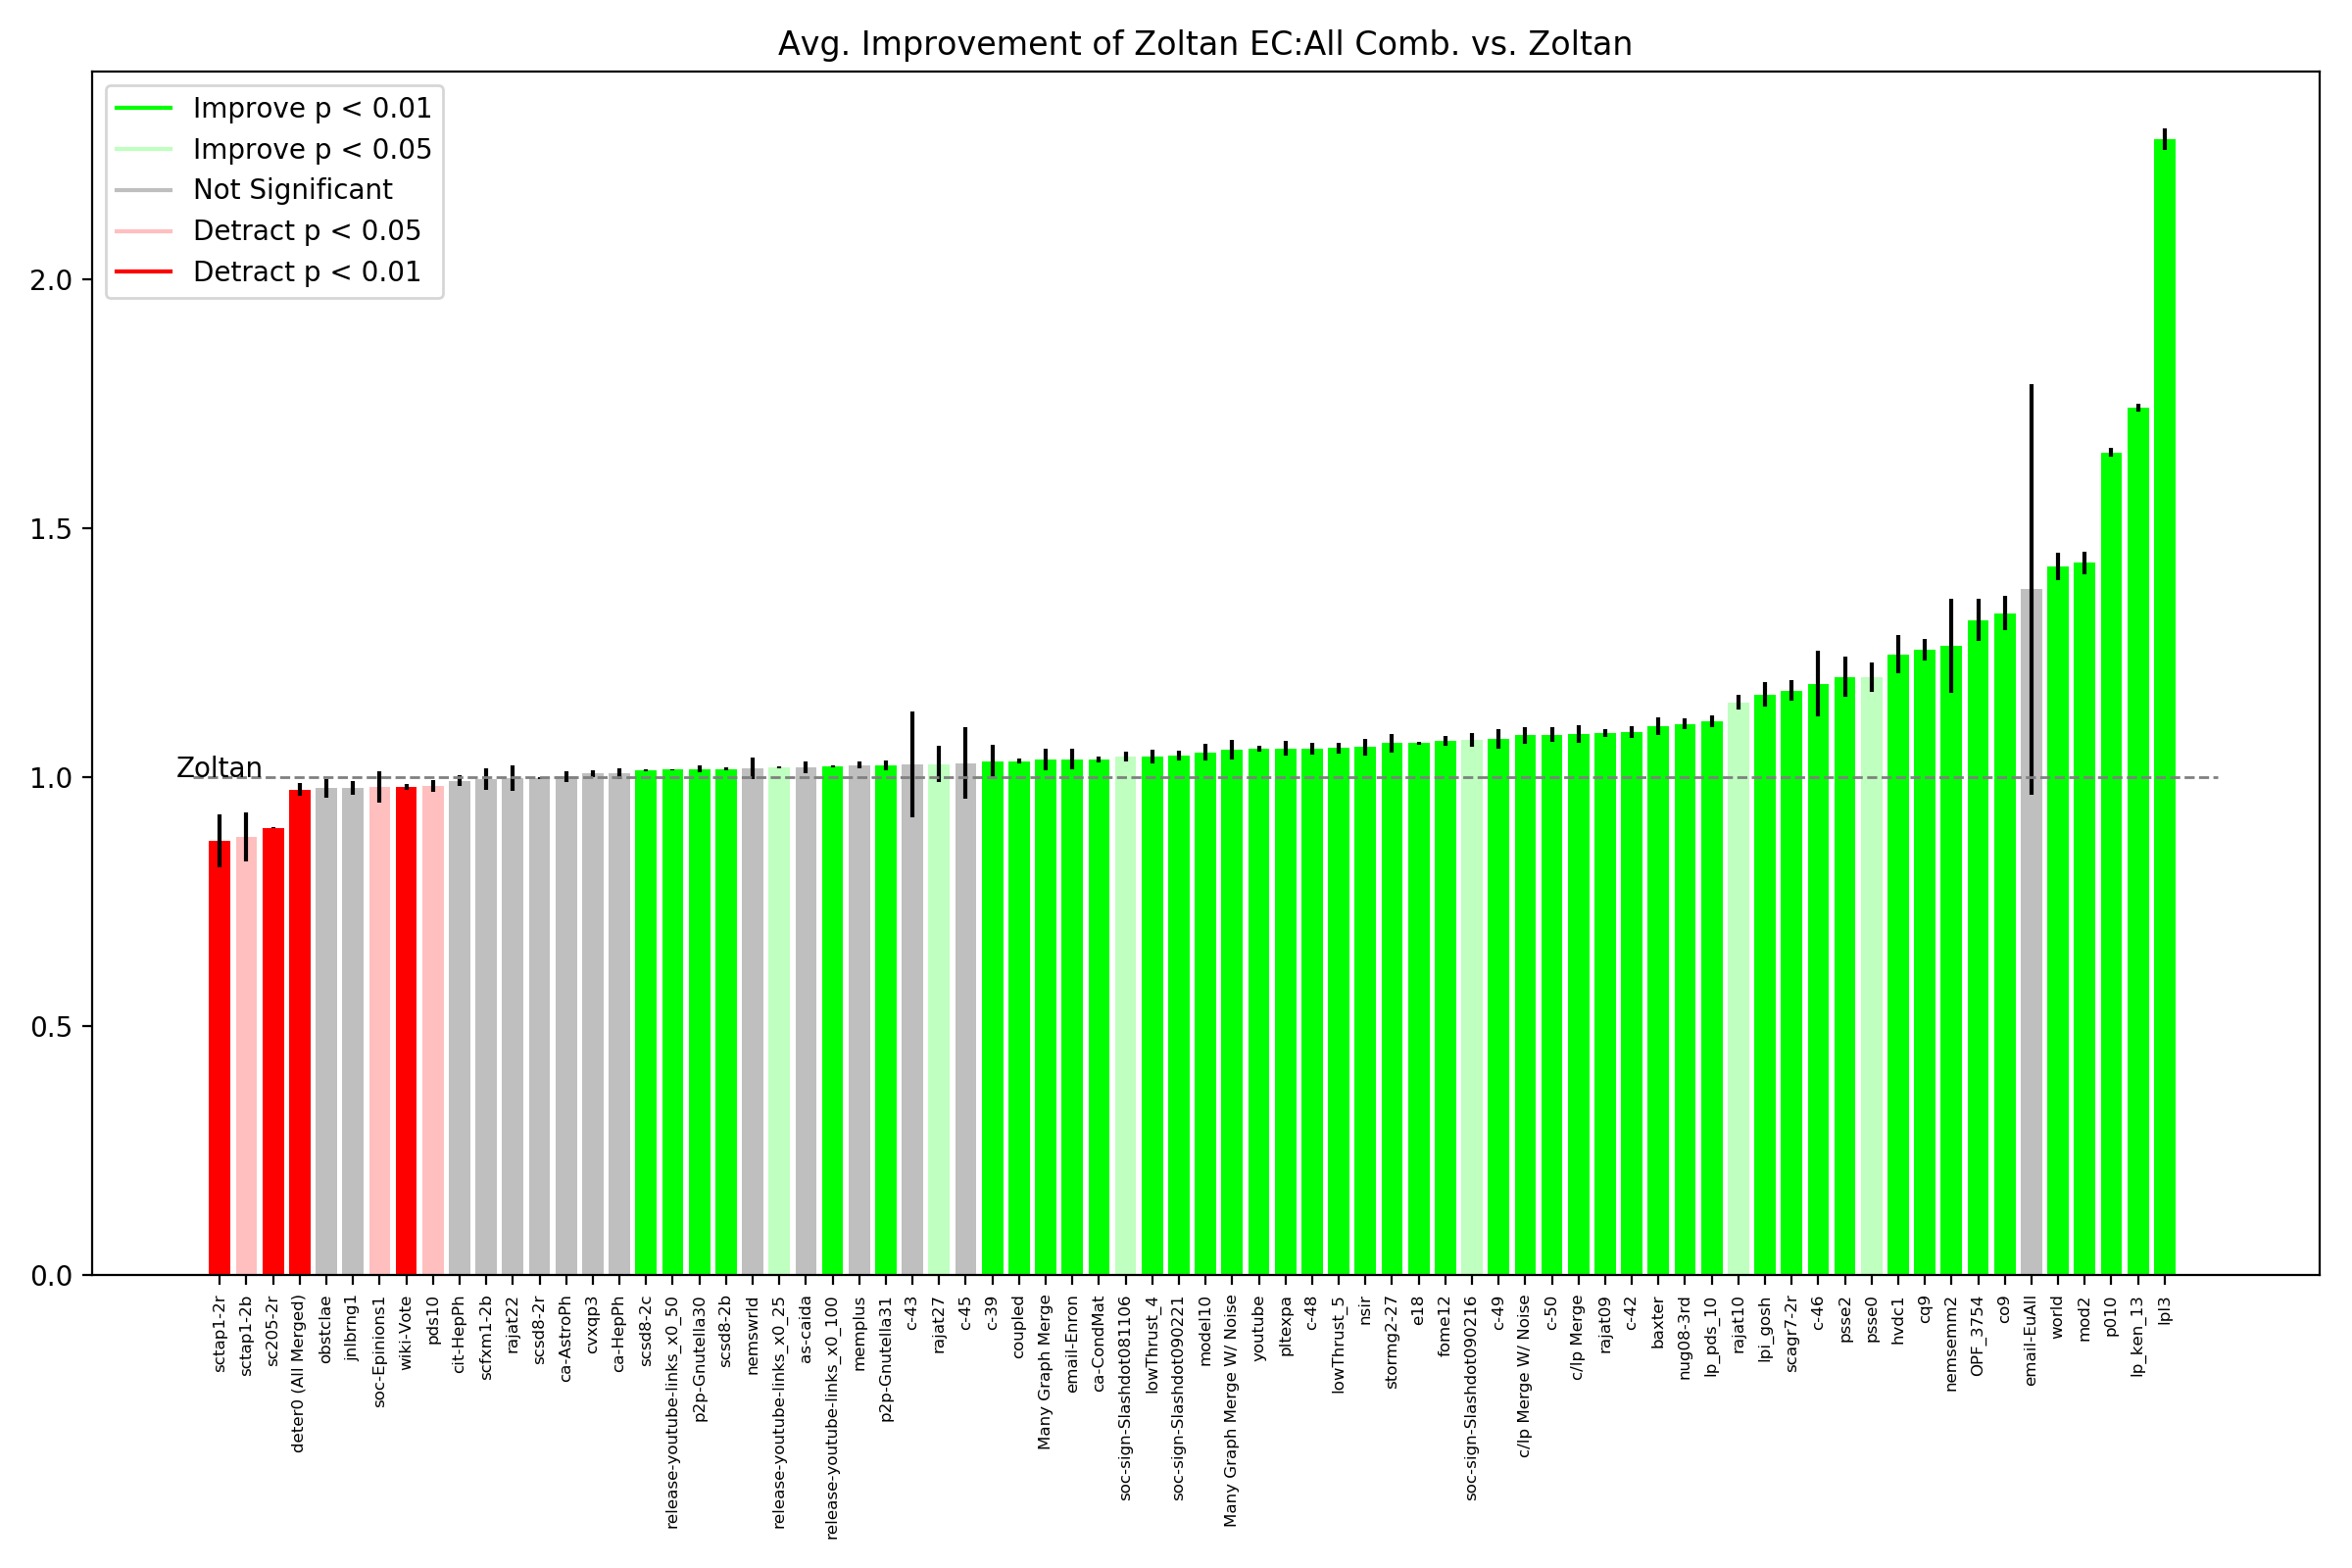 Avg. Improvement of Zoltan EC:All Comb. vs. Zoltan
Improve p < 0.01
Improve p < 0.05
Not Significant
Detract p < 0.05
Detract p < 0.01
2.0
1.5
1.0
0.5
0.0
Zoltan
sctap1-2r
sctap1-2b
sc205-2r
deter0 (All Merged)
obstclae
jnlbrng1
soc-Epinions1
wiki-Vote
pds10
cit-HepPh
scfxm1-2b
rajat22
scsd8-2r
ca-AstroPh
cvxqp3
ca-HepPh
scsd8-2c
release-youtube-links_x0_50
p2p-Gnutella30
scsd8-2b
nemswrld
release-youtube-links_x0_25
as-caida
release-youtube-links_x0_100
memplus
p2p-Gnutella31
c-43
rajat27
c-45
c-39
coupled
Many Graph Merge
email-Enron
ca-CondMat
soc-sign-Slashdot081106
lowThrust_4
soc-sign-Slashdot090221
model10
Many Graph Merge W/ Noise
youtube
pltexpa
c-48
lowThrust_5
nsir
stormg2-27
e18
fome12
soc-sign-Slashdot090216
c-49
c/lp Merge W/ Noise
c-50
c/lp Merge
rajat09
c-42
baxter
nug08-3rd
lp_pds_10
rajat10
lpi_gosh
scagr7-2r
c-46
psse2
psse0
hvdc1
cq9
nemsemm2
OPF_3754
co9
email-EuAll
world
mod2
p010
lp_ken_13
lpl3